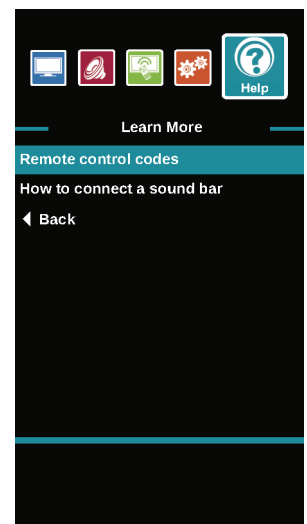 Help
Learn More
Remote control codes
How to connect a sound bar
Back